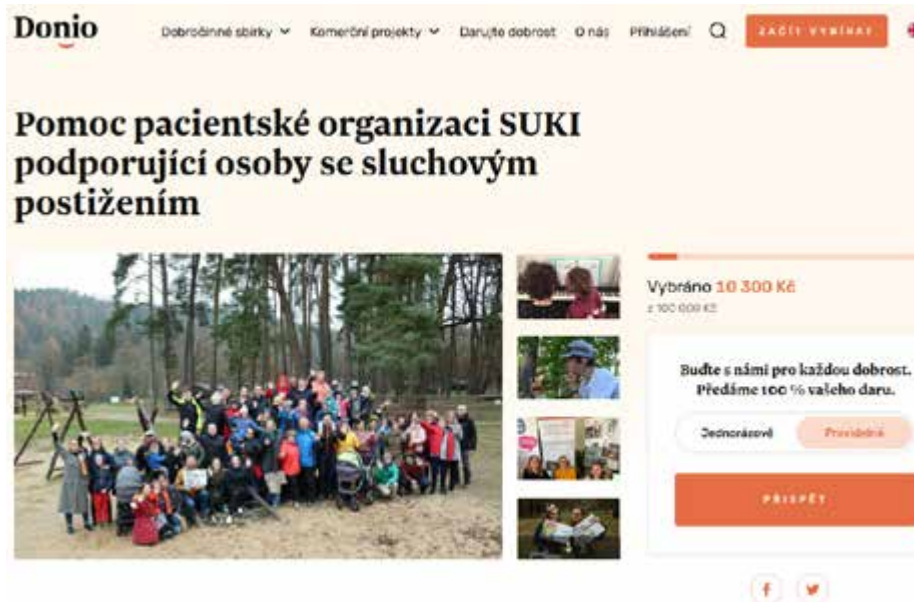 Donio
Dobročinné sbírky Komerční projekty Darujte dobrost O nás Přihlášení ZAČÍT VYBÍRAT
Pomoc pacientské organizaci SUKI
podporující osoby se sluchovým
postižením
Vybráno 10 300 Kč
z 100 000 Kč
Buďte s námi pro každou dobrost.
Předáme 100 % vašeho daru.
Jednorázově Pravidelně
PŘISPĚT